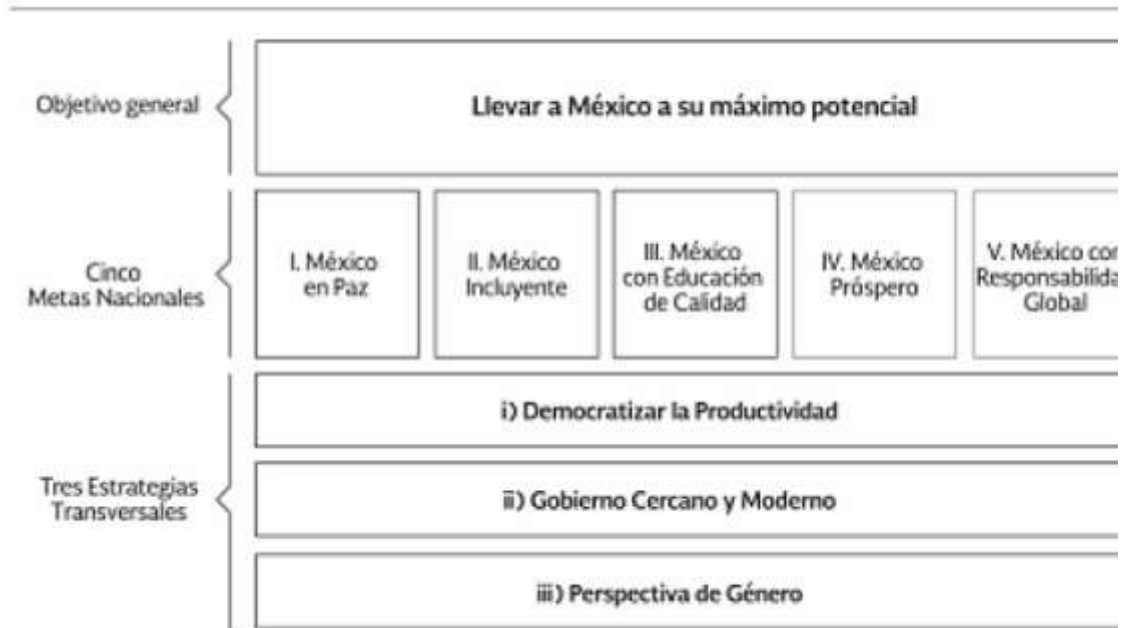 Objetivo general
Llevar a México a su máximo potencial
Cinco
Metas Nacionales
I. México
en Paz
II. México
Incluyente
III. México
con Educación
de Calidad
IV. México
Próspero
V. México con
Responsabilida
Global
Tres Estrategias
Transversales
i) Democratizar la Productividad
ii) Gobierno Cercano y Moderno
iii) Perspectiva de Género